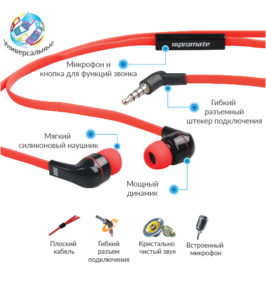 Универсальные
promate
Микрофон и
кнопка для функций звонка
Гибкий
разъемный
штекер подключения
Мягкий
силиконовый наушник
Мощный
динамик
Плоский
кабель
Гибкий
разъем
подключения
Кристально
чистый звук
Встроенный
микрофон